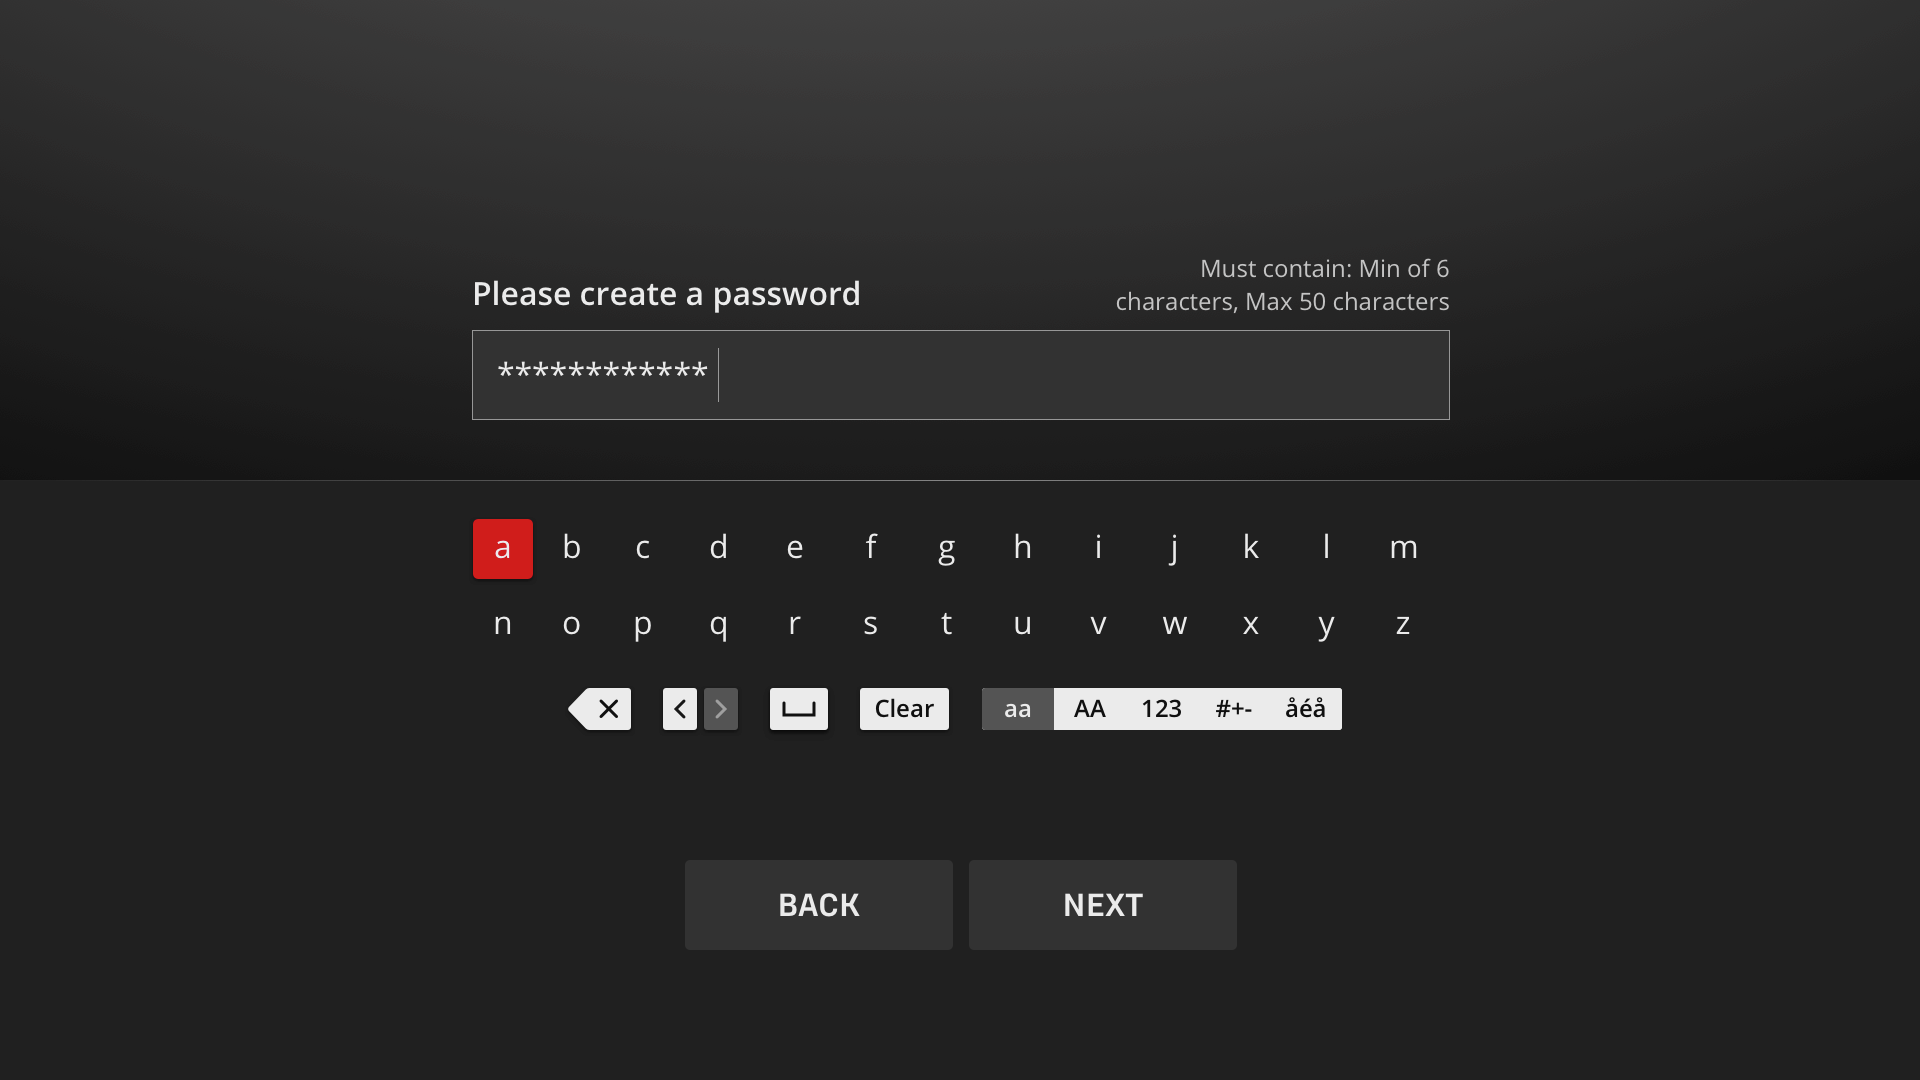 Must contain: Min of 6
characters, Max 50 characters
Please create a password
************
a b c d e f g h i j k l m
n o p q r s t u v w x y z
Clear aa AA 123 #+- åéå
BACK NEXT